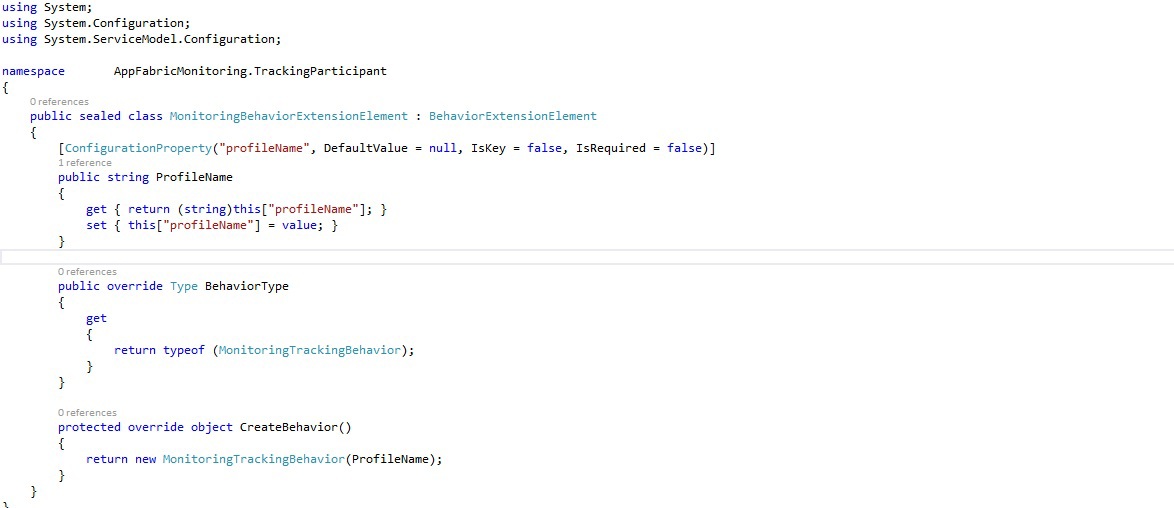 using System;
using System.Configuration;
using System.ServiceModel.Configuration;
namespace AppFabricMonitoring.TrackingParticipant
{
0 references
public sealed class MonitoringBehaviorExtensionElement : BehaviorExtensionElement
{
[ConfigurationProperty("profileName", DefaultValue = null, IsKey = false, IsRequired = false)]
1 reference
public string ProfileName
{
get { return (string)this["profileName"]; }
set { this["profileName"] = value; }
}
0 references
public override Type BehaviorType
{
get
{
return typeof (MonitoringTrackingBehavior);
}
}
0 references
protected override object CreateBehavior()
{
return new MonitoringTrackingBehavior(ProfileName);
}
}
}